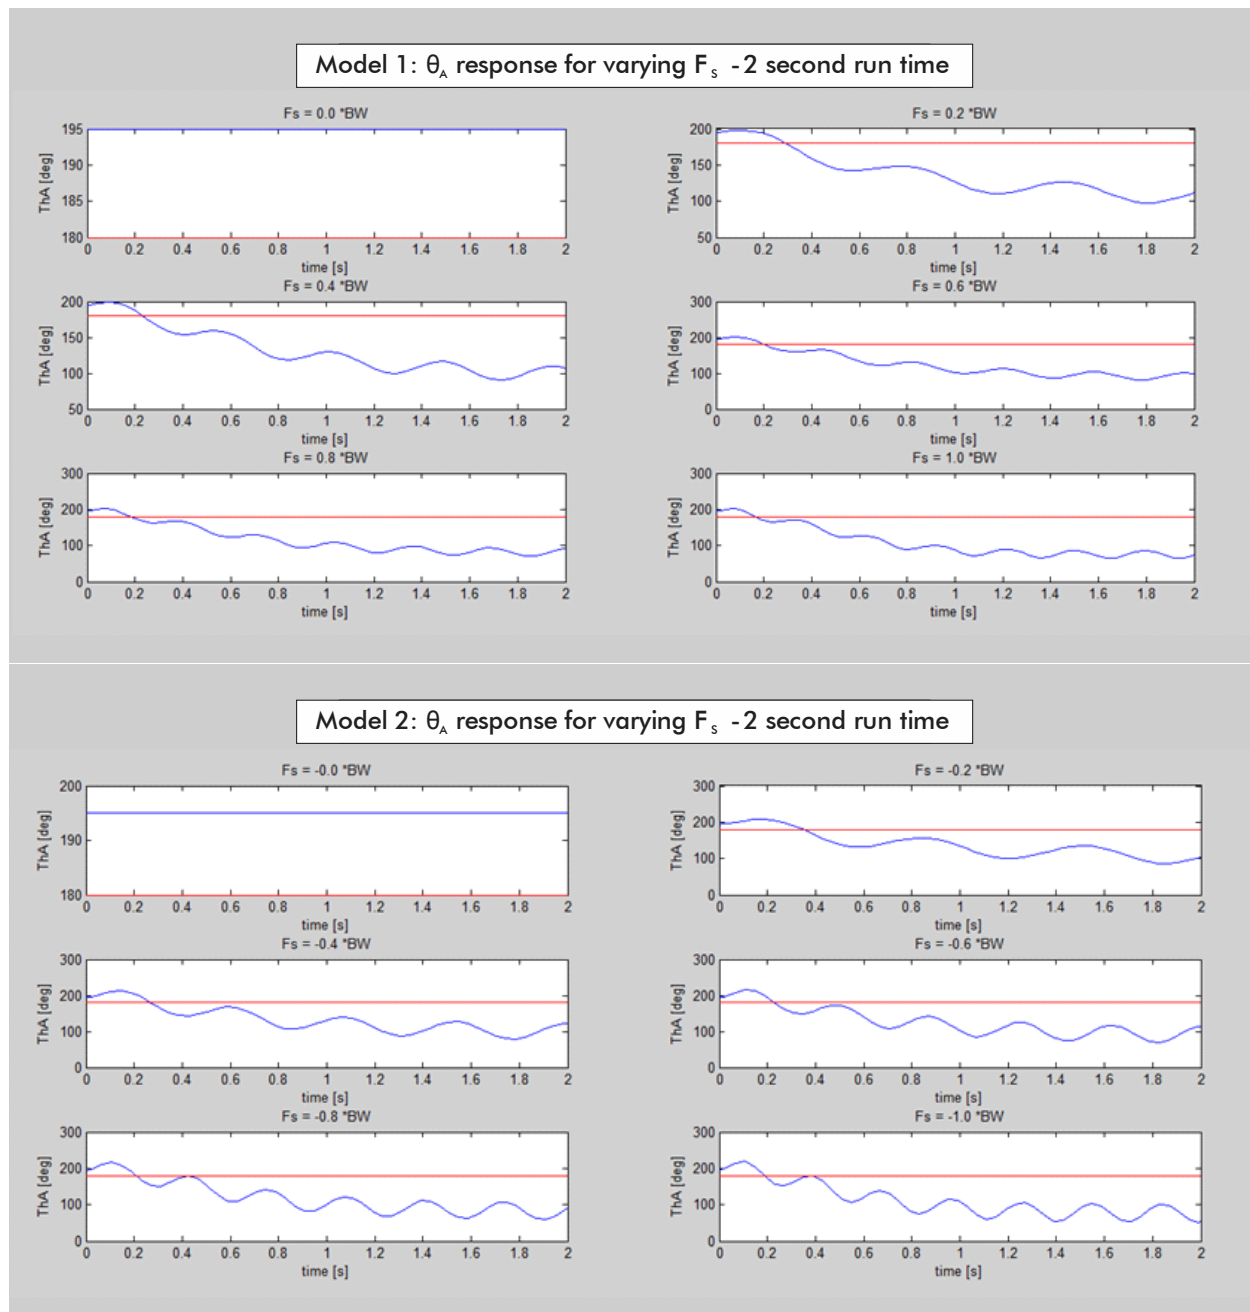 Model 1: θA response for varying Fs -2 second run time
Fs = 0.0 *BW
195
190
185
180
ThA [deg]
0 0.2 0.4 0.6 0.8 1 1.2 1.4 1.6 1.8 2
time [s]
Fs = 0.2 *BW
200
150
100
50
ThA [deg]
0 0.2 0.4 0.6 0.8 1 1.2 1.4 1.6 1.8 2
time [s]
Fs = 0.4 *BW
200
150
100
50
ThA [deg]
0 0.2 0.4 0.6 0.8 1 1.2 1.4 1.6 1.8 2
time [s]
Fs = 0.6 *BW
300
200
100
0
ThA [deg]
0 0.2 0.4 0.6 0.8 1 1.2 1.4 1.6 1.8 2
time [s]
Fs = 0.8 *BW
300
200
100
0
ThA [deg]
0 0.2 0.4 0.6 0.8 1 1.2 1.4 1.6 1.8 2
time [s]
Fs = 1.0 *BW
300
200
100
0
ThA [deg]
0 0.2 0.4 0.6 0.8 1 1.2 1.4 1.6 1.8 2
time [s]
Model 2: θA response for varying Fs -2 second run time
Fs = -0.0 *BW
200
190
180
ThA [deg]
0 0.2 0.4 0.6 0.8 1 1.2 1.4 1.6 1.8 2
time [s]
Fs = -0.2 *BW
300
200
100
0
ThA [deg]
0 0.2 0.4 0.6 0.8 1 1.2 1.4 1.6 1.8 2
time [s]
Fs = -0.4 *BW
300
200
100
0
ThA [deg]
0 0.2 0.4 0.6 0.8 1 1.2 1.4 1.6 1.8 2
time [s]
Fs = -0.6 *BW
300
200
100
0
ThA [deg]
0 0.2 0.4 0.6 0.8 1 1.2 1.4 1.6 1.8 2
time [s]
Fs = -0.8 *BW
300
200
100
0
ThA [deg]
0 0.2 0.4 0.6 0.8 1 1.2 1.4 1.6 1.8 2
time [s]
Fs = -1.0 *BW
300
200
100
0
ThA [deg]
0 0.2 0.4 0.6 0.8 1 1.2 1.4 1.6 1.8 2
time [s]